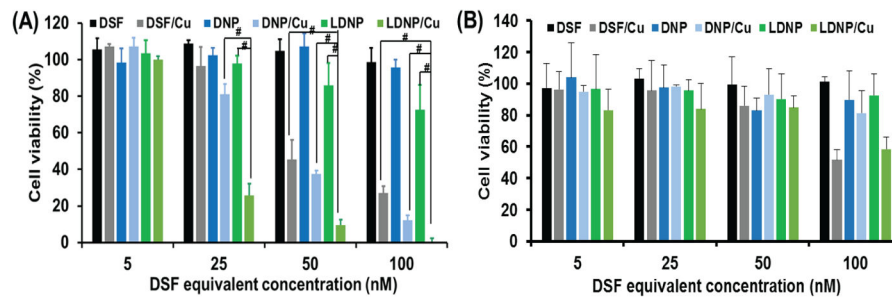 (A)
DSF DSF/Cu DNP DNP/Cu LDNP LDNP/Cu
Cell viability (%)
120
100
80
60
40
20
0
# # # # # # # #
5 25 50 100
DSF equivalent concentration (nM)
(B)
DSF DSF/Cu DNP DNP/Cu LDNP LDNP/Cu
Cell viability (%)
140
120
100
80
60
40
20
0
5 25 50 100
DSF equivalent concentration (nM)